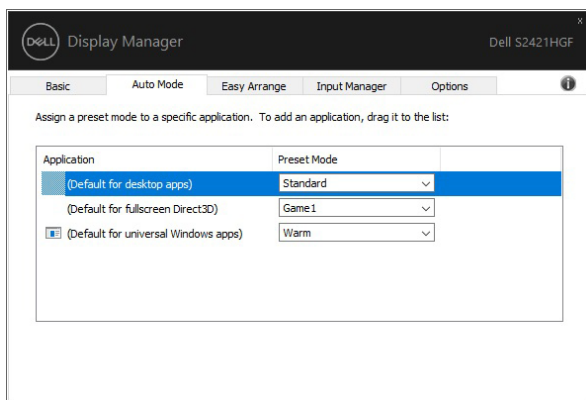 x
DELL Display Manager Dell S2421HGF
Basic Auto Mode Easy Arrange Input Manager Options i
Assign a preset mode to a specific application. To add an application, drag it to the list:
Application Preset Mode
(Default for desktop apps) Standard
(Default for fullscreen Direct3D) Game1
(Default for universal Windows apps) Warm